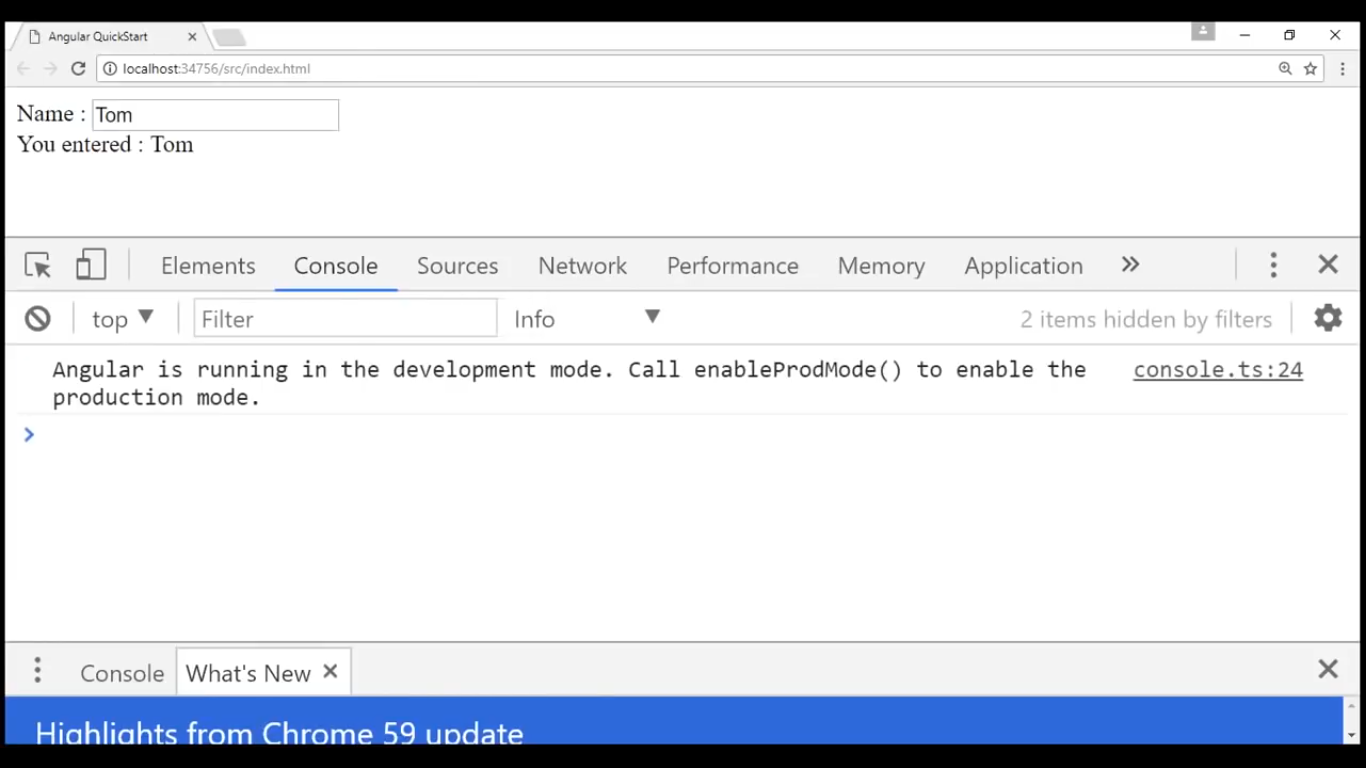 Angular QuickStart
localhost:34756/src/index.html
Name : Tom
You entered : Tom
Elements Console Sources Network Performance Memory Application
top Filter Info 2 items hidden by filters
Angular is running in the development mode. Call enableProdMode() to enable the console.ts:24
production mode.
Console What's New
Highlights from Chrome 59 update